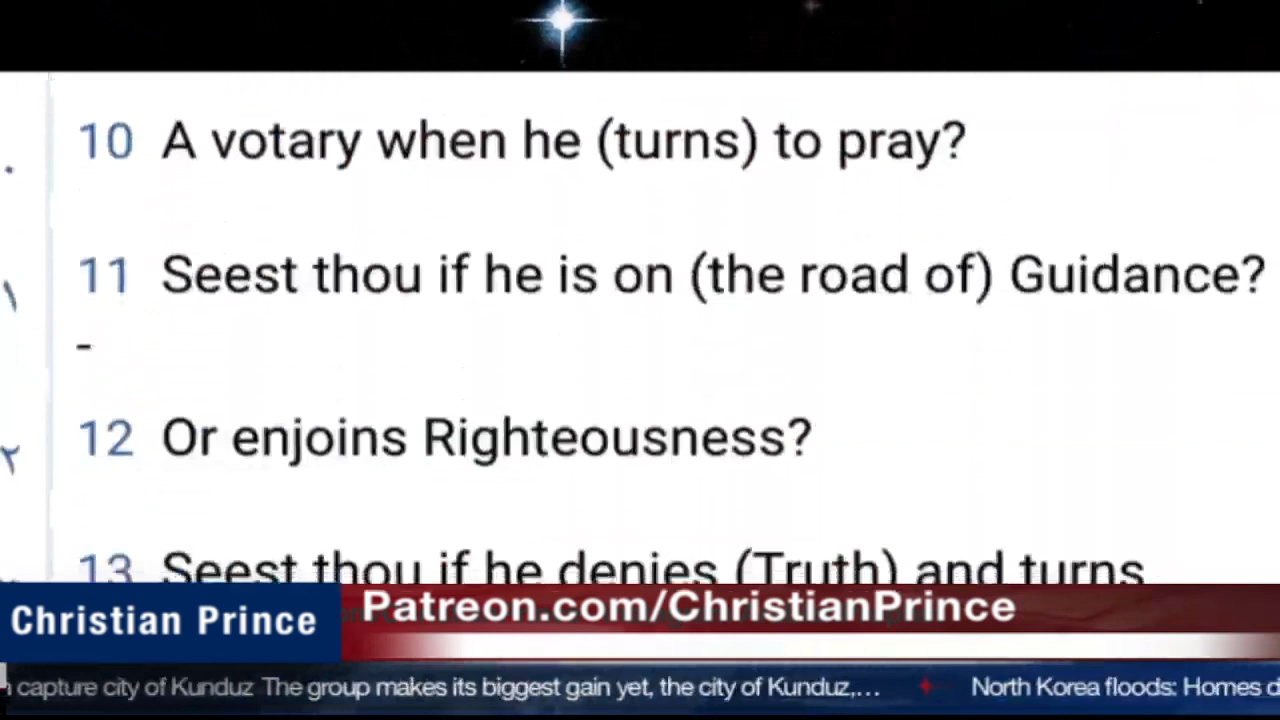 10 A votary when he (turns) to pray?
11 Seest thou if he is on (the road of) Guidance?
-
12 Or enjoins Righteousness?
13 Seest thou if he denies (Truth) and turns
Christian Prince
Patreon.com/ChristianPrince
capture city of Kunduz The group makes its biggest gain yet, the city of Kunduz,... North Korea floods: Homes